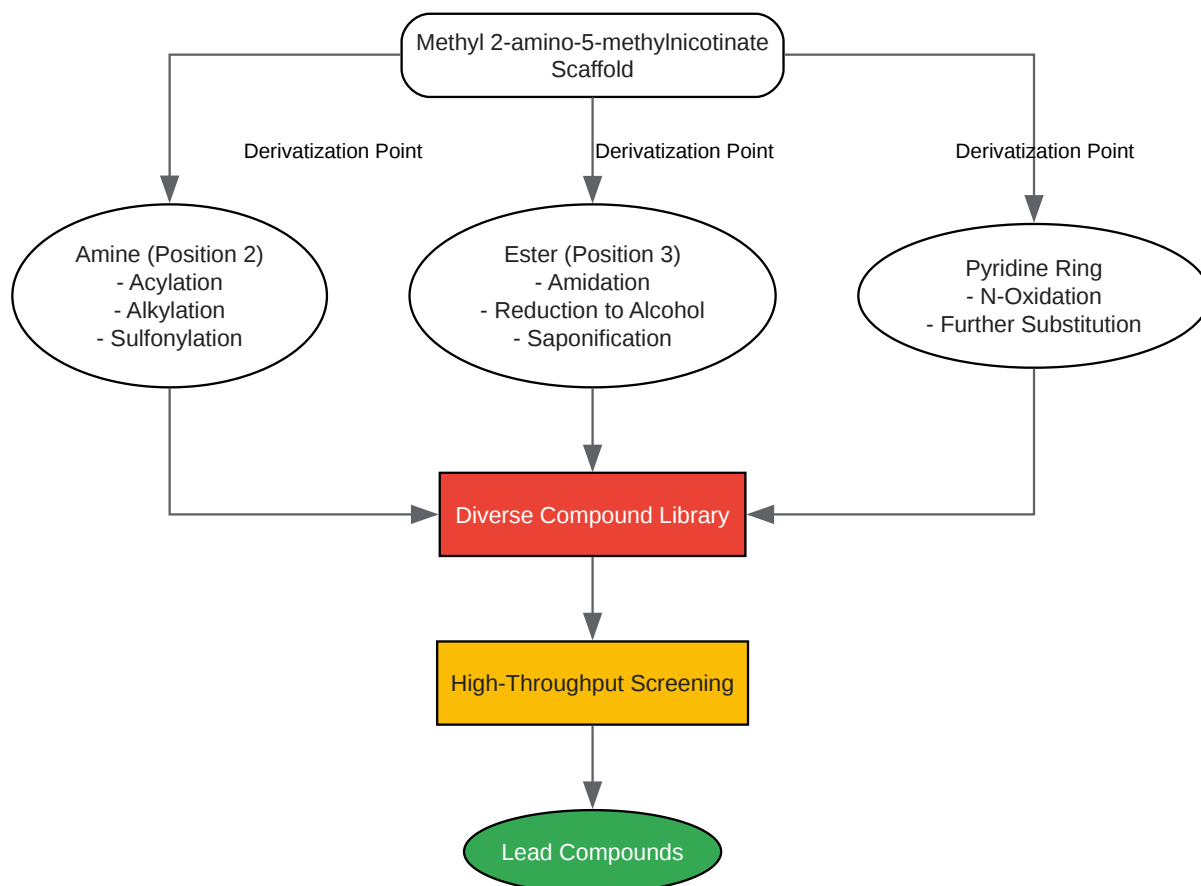 Methyl 2-amino-5-methylnicotinate
Scaffold
Derivatization Point
Derivatization Point
Derivatization Point
Amine (Position 2)
- Acylation
- Alkylation
- Sulfonylation
Ester (Position 3)
- Amidation
- Reduction to Alcohol
- Saponification
Pyridine Ring
- N-Oxidation
- Further Substitution
Diverse Compound Library
High-Throughput Screening
Lead Compounds